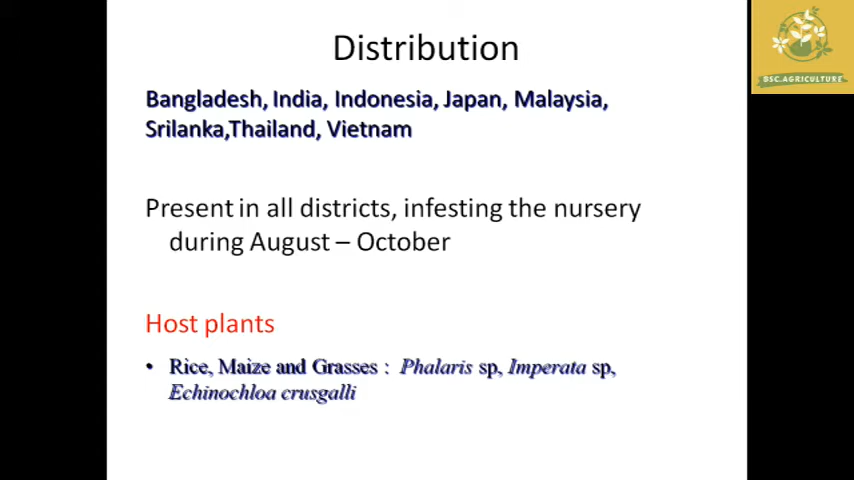 Distribution
BSC.AGRICULTURE
Bangladesh, India, Indonesia, Japan, Malaysia,
Srilanka,Thailand, Vietnam
Present in all districts, infesting the nursery
during August – October
Host plants
• Rice, Maize and Grasses : Phalaris sp, Imperata sp,
Echinochloa crusgalli